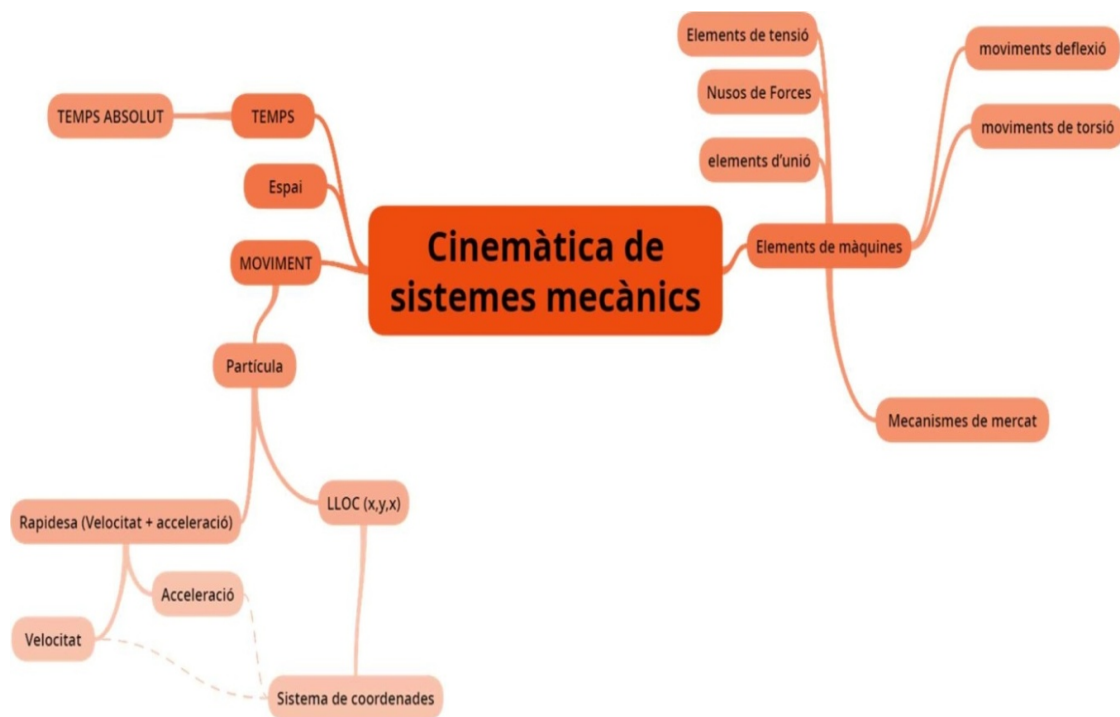 Elements de tensió
moviments deflexió
Nusos de Forces
TEMPS ABSOLUT
TEMPS
moviments de torsió
elements d'unió
Espai
Cinemàtica de
sistemes mecànics
Elements de màquines
MOVIMENT
Partícula
Mecanismes de mercat
LLOC (x,y,x)
Rapidesa (Velocitat + acceleració)
Acceleració
Velocitat
Sistema de coordenades